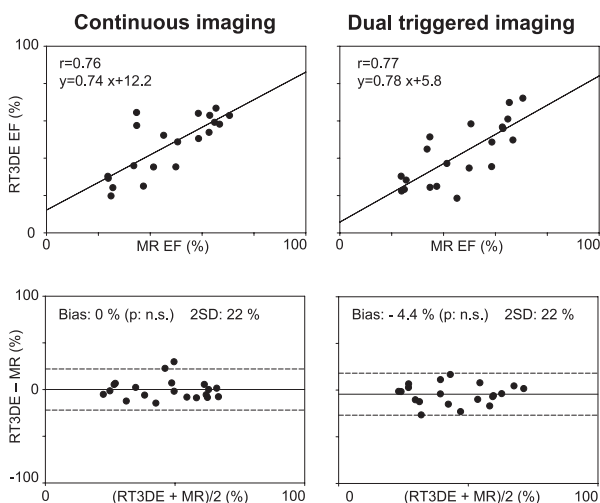 Continuous imaging
Dual triggered imaging
100
r=0.76
y=0.74 x+12.2
RT3DE EF (%)
0
0
MR EF (%)
100
r=0.77
y=0.78 x+5.8
0
MR EF (%)
100
100
Bias: 0 % (p: n.s.) 2SD: 22 %
RT3DE – MR (%)
0
-100
0
(RT3DE + MR)/2 (%)
100
Bias: - 4.4 % (p: n.s.) 2SD: 22 %
0
(RT3DE + MR)/2 (%)
100